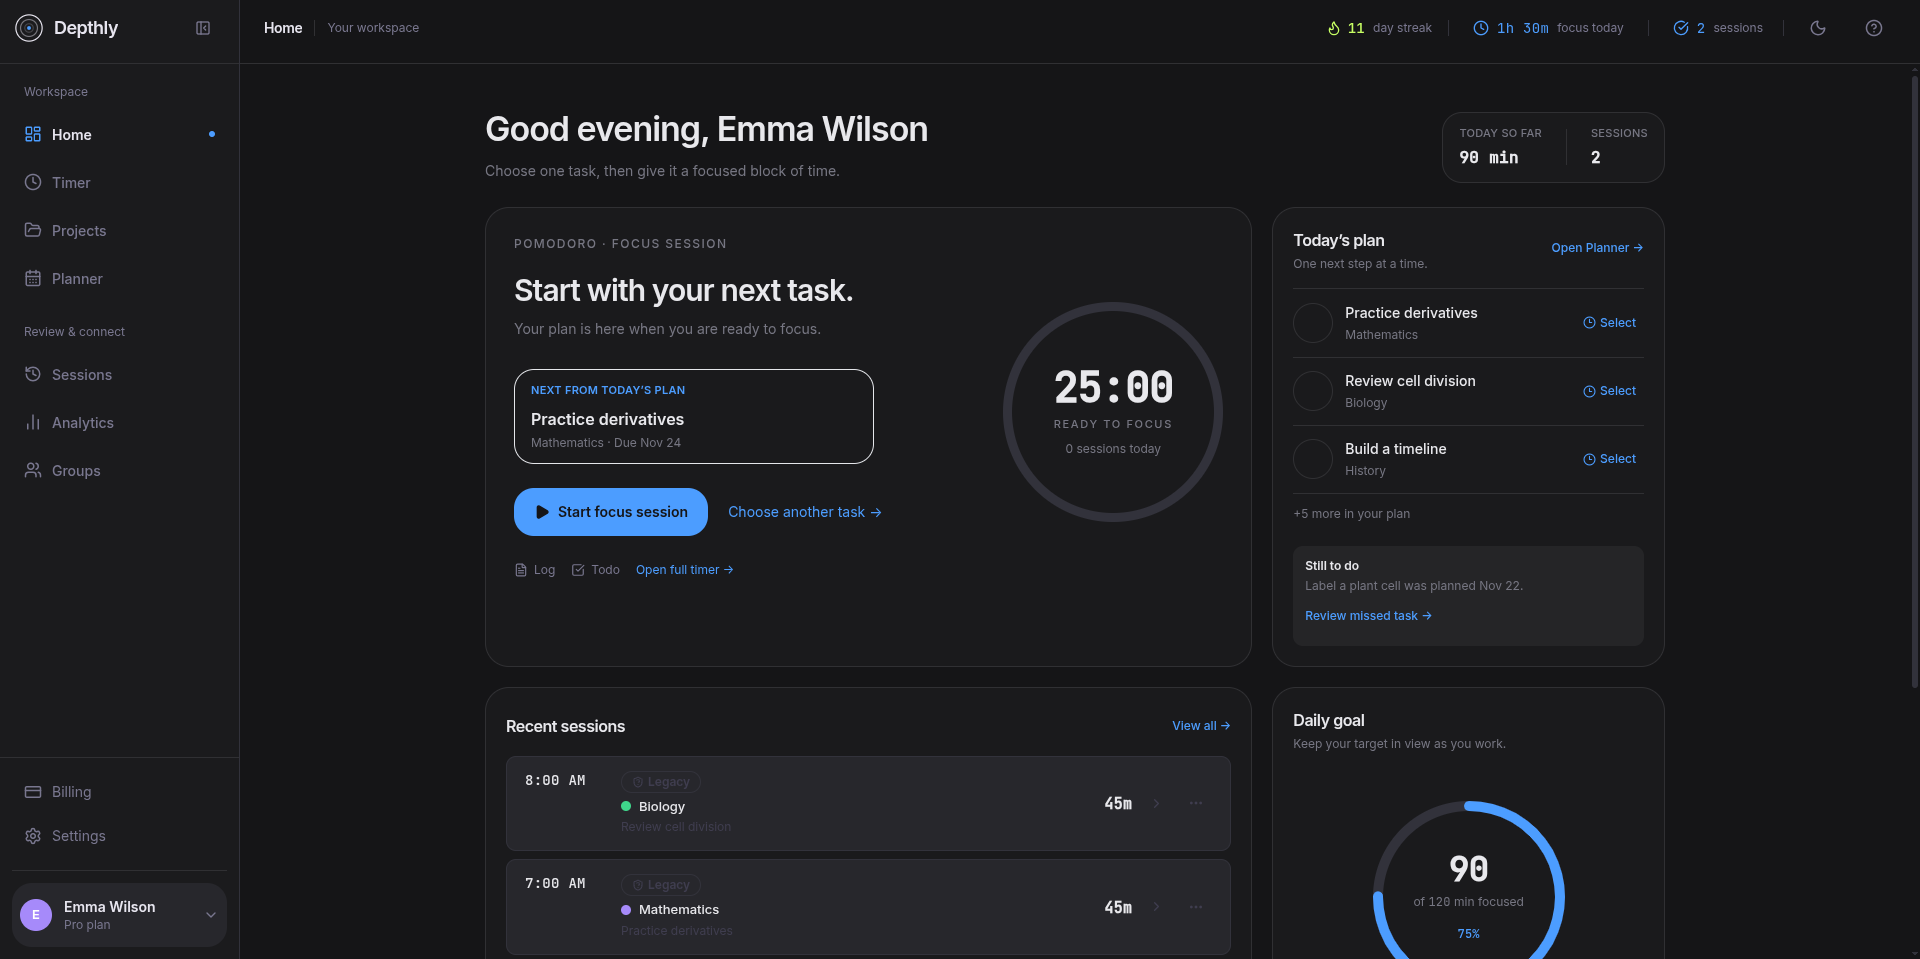 Depthly
Home
Your workspace
11 day streak
1h 30m focus today
2 sessions
Workspace
Home
Timer
Projects
Planner
Review & connect
Sessions
Analytics
Groups
Billing
Settings
E
Emma Wilson
Pro plan
Good evening, Emma Wilson
Choose one task, then give it a focused block of time.
TODAY SO FAR
90 min
SESSIONS
2
POMODORO · FOCUS SESSION
Start with your next task.
Your plan is here when you are ready to focus.
NEXT FROM TODAY'S PLAN
Practice derivatives
Mathematics · Due Nov 24
Start focus session
Choose another task →
Log
Todo
Open full timer →
25:00
READY TO FOCUS
0 sessions today
Today's plan
One next step at a time.
Open Planner →
Practice derivatives
Mathematics
Select
Review cell division
Biology
Select
Build a timeline
History
Select
+5 more in your plan
Still to do
Label a plant cell was planned Nov 22.
Review missed task →
Recent sessions
View all →
8:00 AM
Legacy
Biology
Review cell division
45m
7:00 AM
Legacy
Mathematics
Practice derivatives
45m
Daily goal
Keep your target in view as you work.
90
of 120 min focused
75%